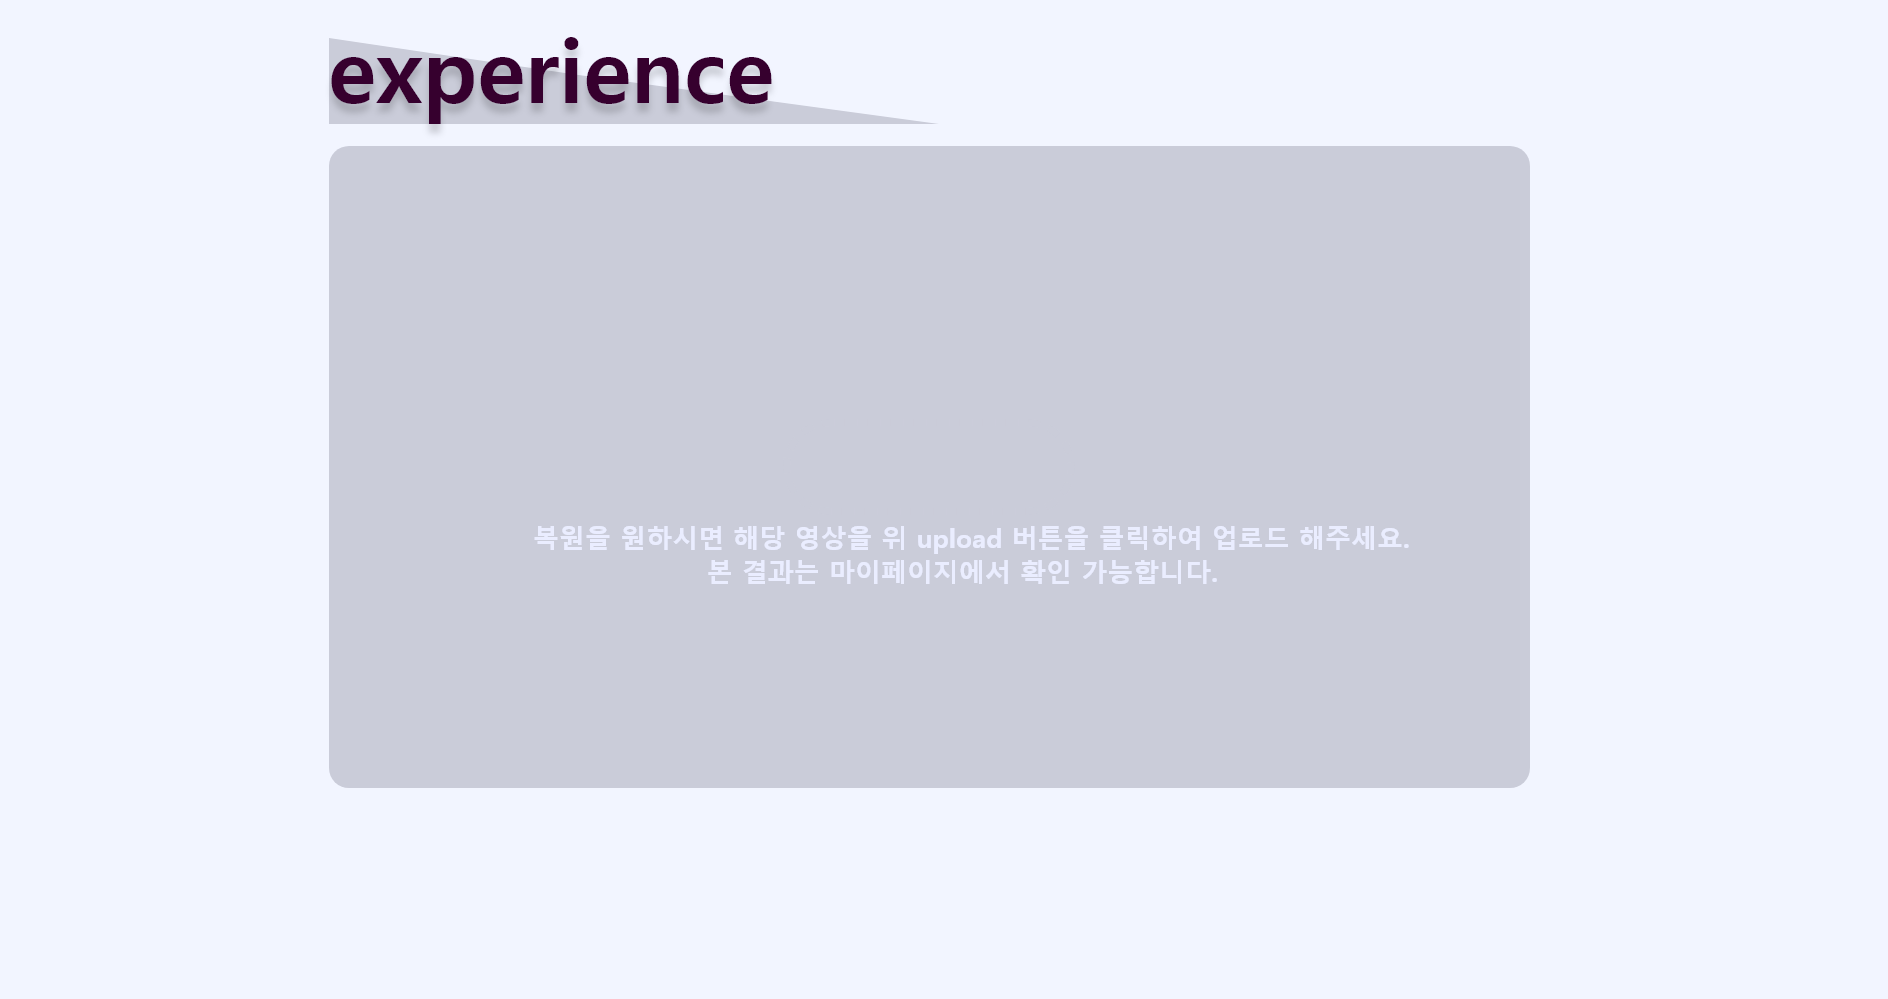 experience
복원을 원하시면 해당 영상을 위 upload 버튼을 클릭하여 업로드 해주세요.
본 결과는 마이페이지에서 확인 가능합니다.